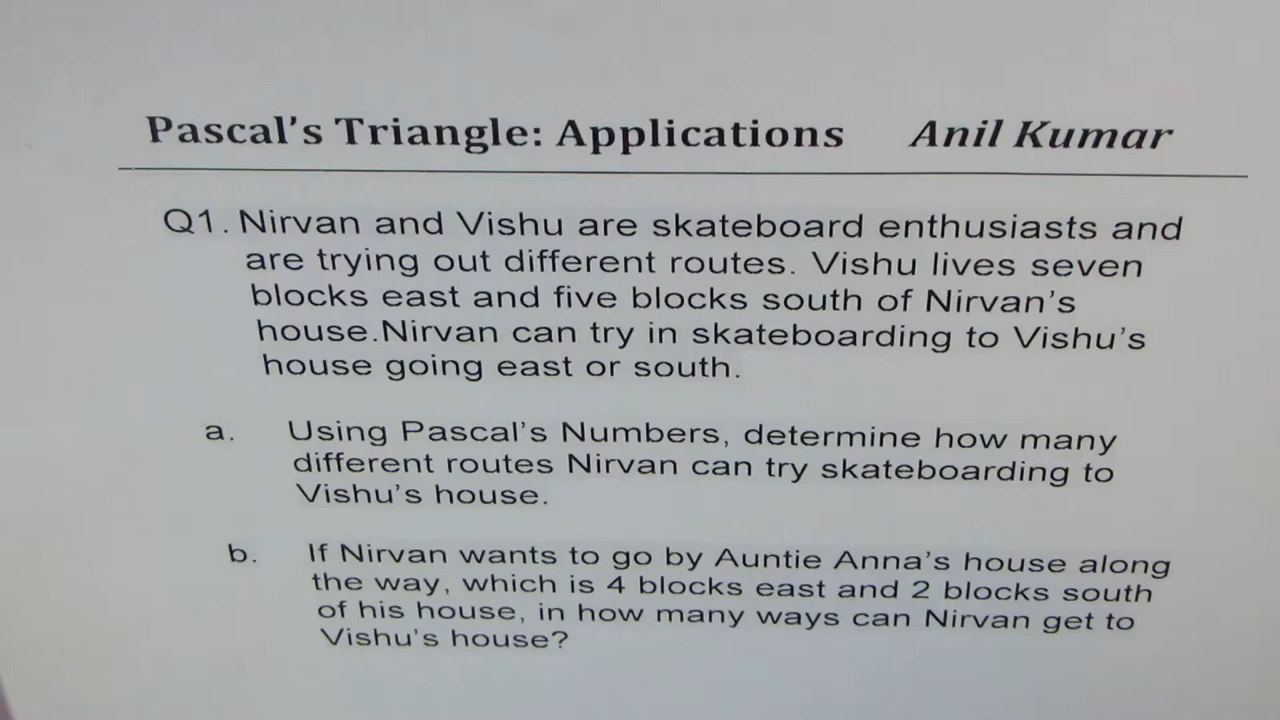 Pascal's Triangle: Applications Anil Kumar
Q1. Nirvan and Vishu are skateboard enthusiasts and
are trying out different routes. Vishu lives seven
blocks east and five blocks south of Nirvan's
house.Nirvan can try in skateboarding to Vishu's
house going east or south.
a. Using Pascal's Numbers, determine how many
different routes Nirvan can try skateboarding to
Vishu's house.
b. If Nirvan wants to go by Auntie Anna's house along
the way, which is 4 blocks east and 2 blocks south
of his house, in how many ways can Nirvan get to
Vishu's house?